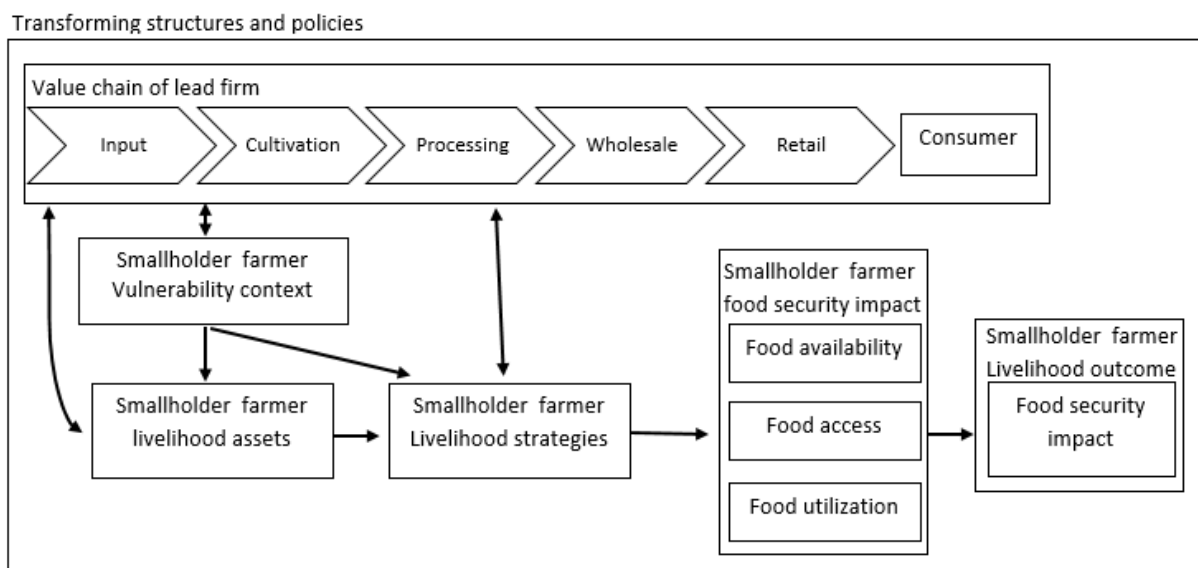 Transforming structures and policies
Value chain of lead firm
Input
Cultivation
Processing
Wholesale
Retail
Consumer
Smallholder farmer
Vulnerability context
Smallholder farmer
livelihood assets
Smallholder farmer
Livelihood strategies
Smallholder farmer
food security impact
Food availability
Food access
Food utilization
Smallholder farmer
Livelihood outcome
Food security
impact